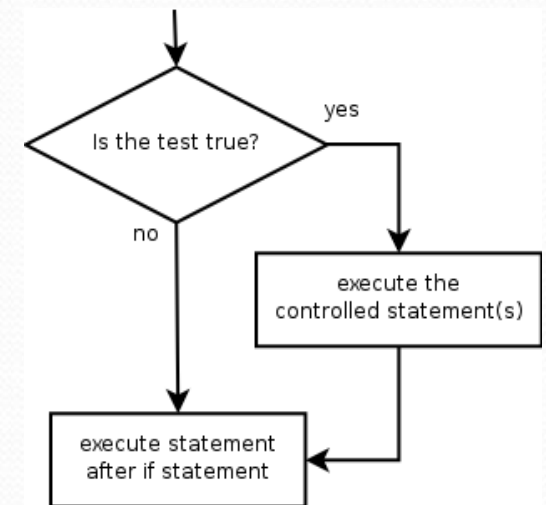 Is the test true?
yes
no
execute the
controlled statement(s)
execute statement
after if statement